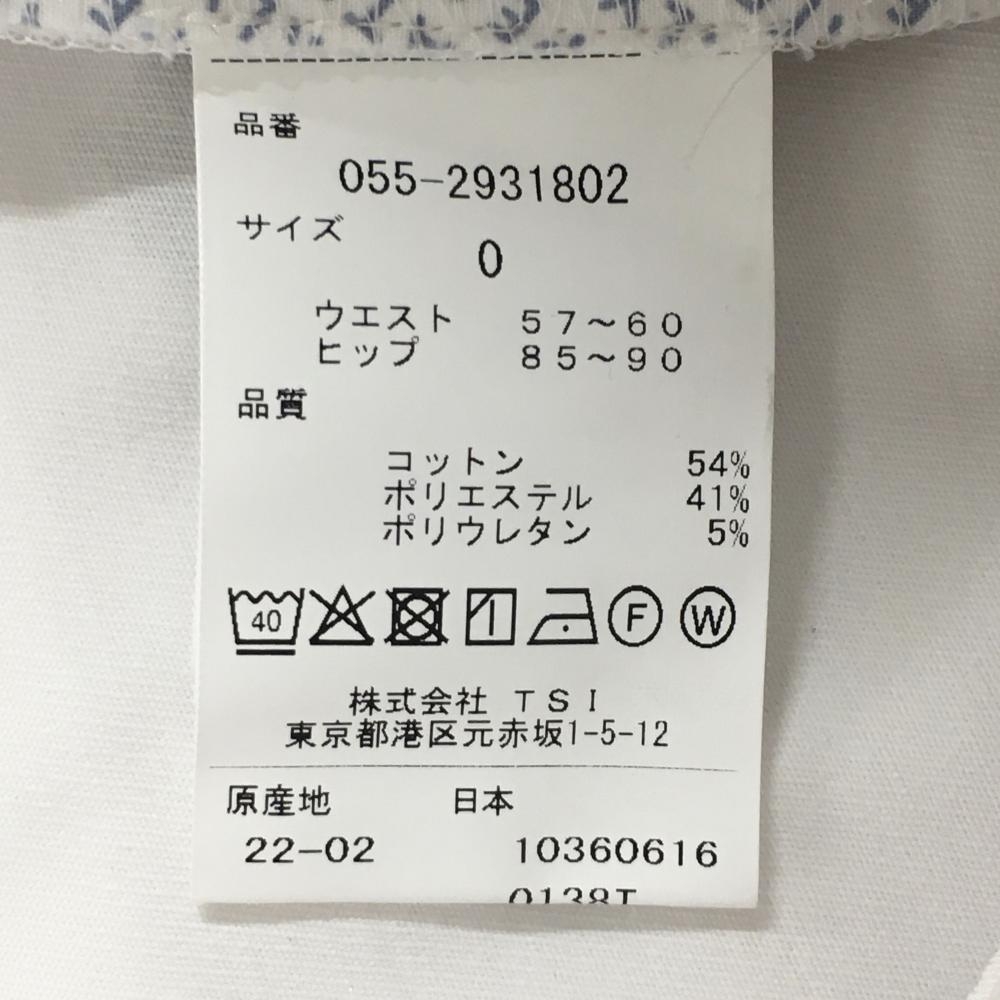 品番
055-2931802
サイズ
0
ウエスト 57〜60
ヒップ 85〜90
品質
コットン 54%
ポリエステル 41%
ポリウレタン 5%
40 F W
株式会社 TSI
東京都港区元赤坂1-5-12
原産地 日本
22-02 10360616